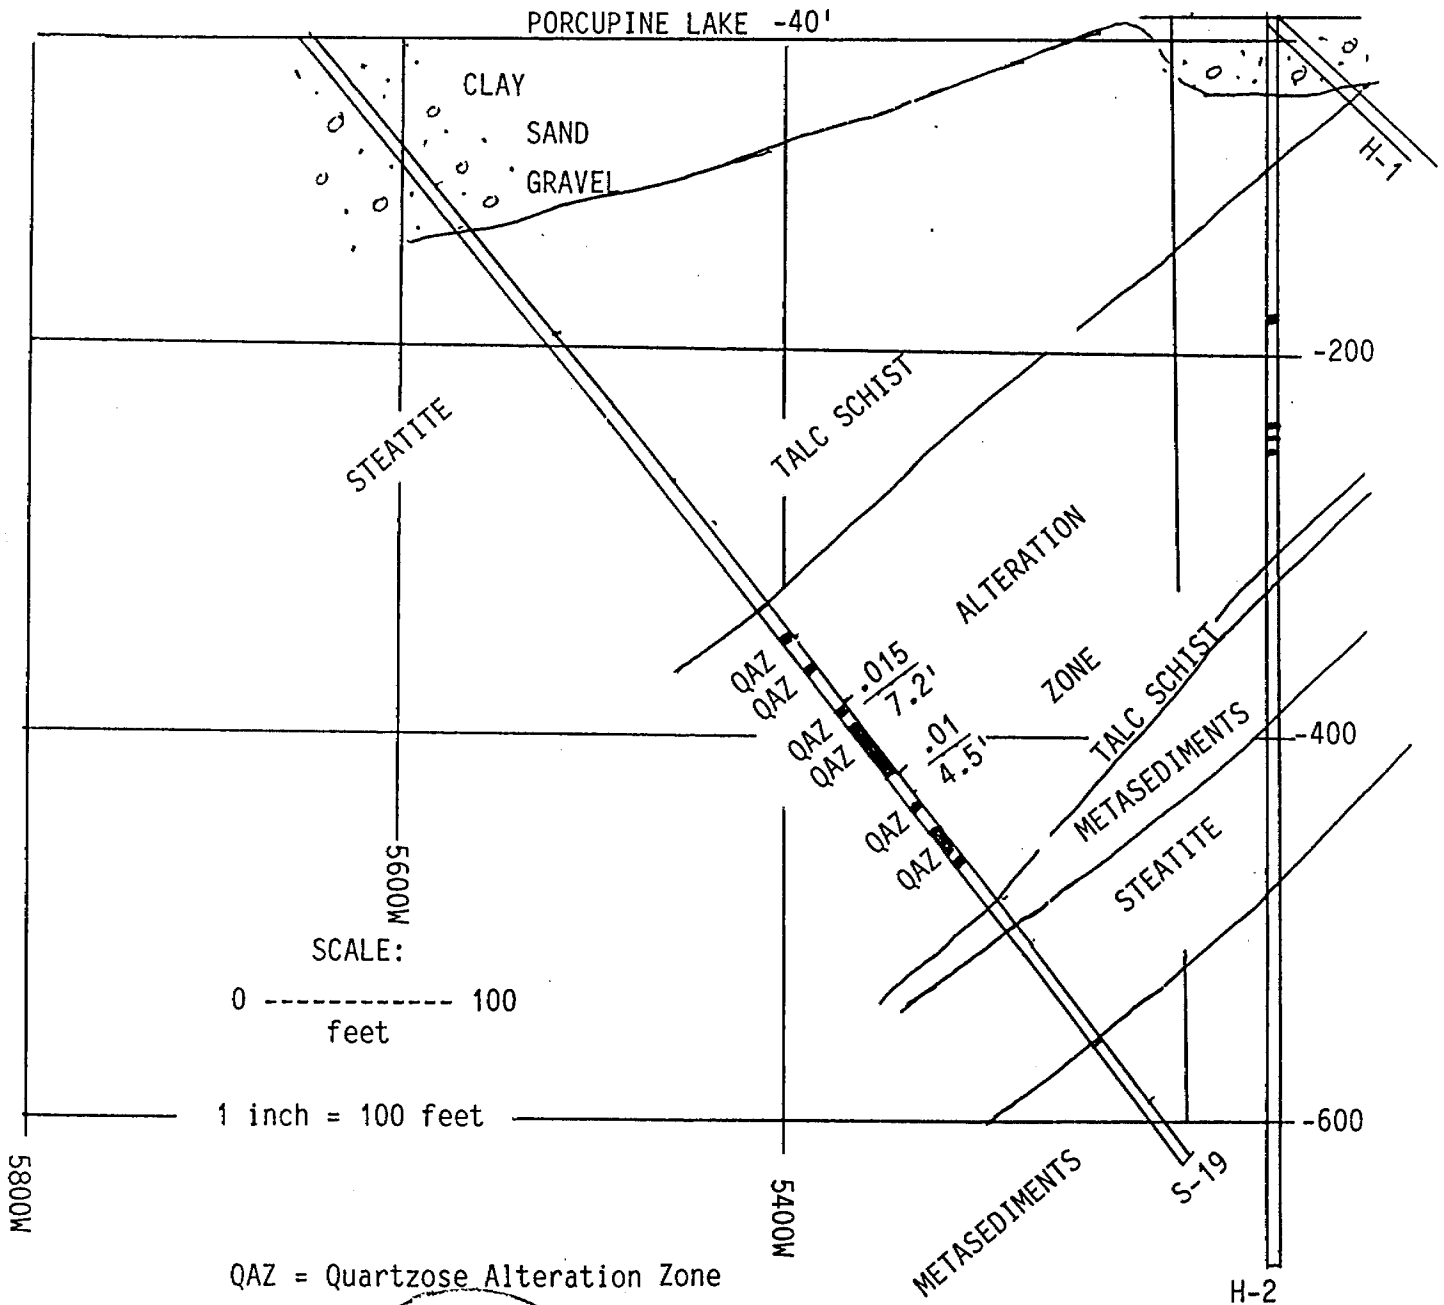 PORCUPINE LAKE -40'
CLAY
SAND
GRAVEL
H-1
-200
TALC SCHIST
STEATITE
ALTERATION
ZONE
QAZ
QAZ
.015
7.2'
QAZ
QAZ
.01
4.5'
-400
TALC SCHIST
METASEDIMENTS
QAZ
QAZ
STEATITE
5600W
SCALE:
0 ------------ 100
feet
1 inch = 100 feet
-600
5800W
5400W
METASEDIMENTS
S-19
QAZ = Quartzose Alteration Zone
H-2